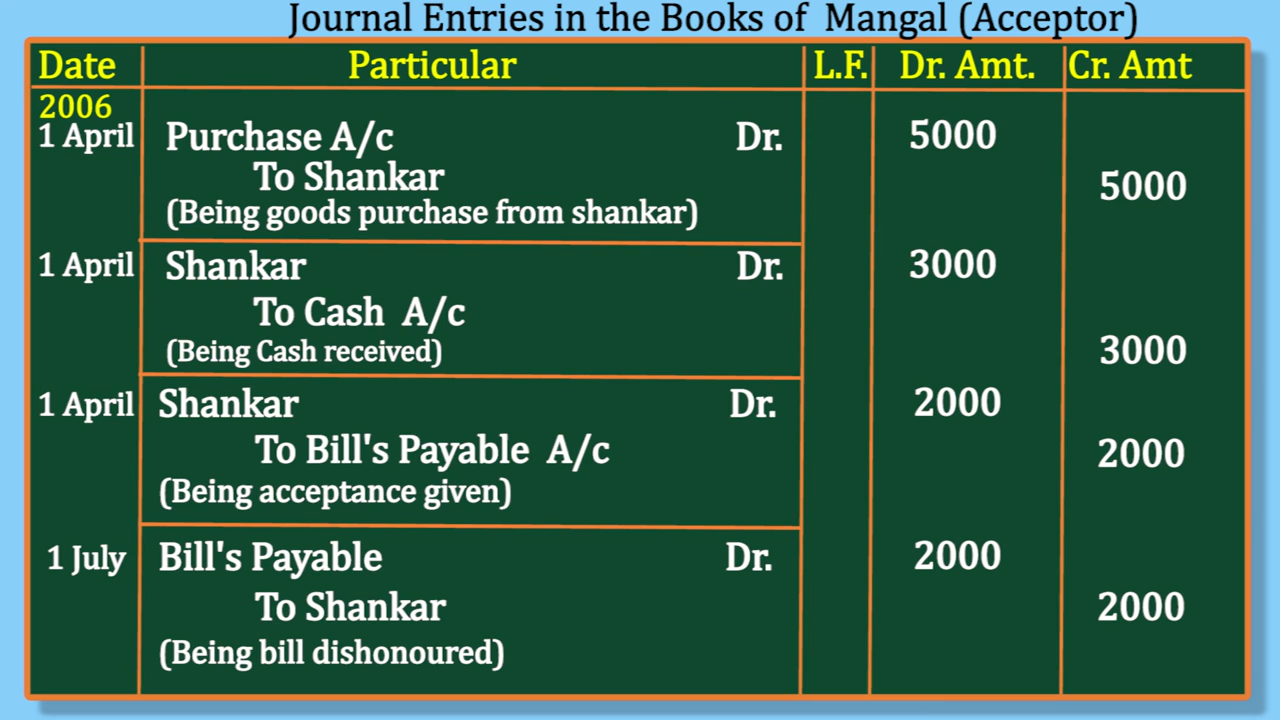 Journal Entries in the Books of Mangal (Acceptor)
Date Particular L.F. Dr. Amt. Cr. Amt
2006
1 April Purchase A/c Dr. 5000
To Shankar 5000
(Being goods purchase from shankar)
1 April Shankar Dr. 3000
To Cash A/c
(Being Cash received) 3000
1 April Shankar Dr. 2000
To Bill's Payable A/c 2000
(Being acceptance given)
1 July Bill's Payable Dr. 2000
To Shankar 2000
(Being bill dishonoured)